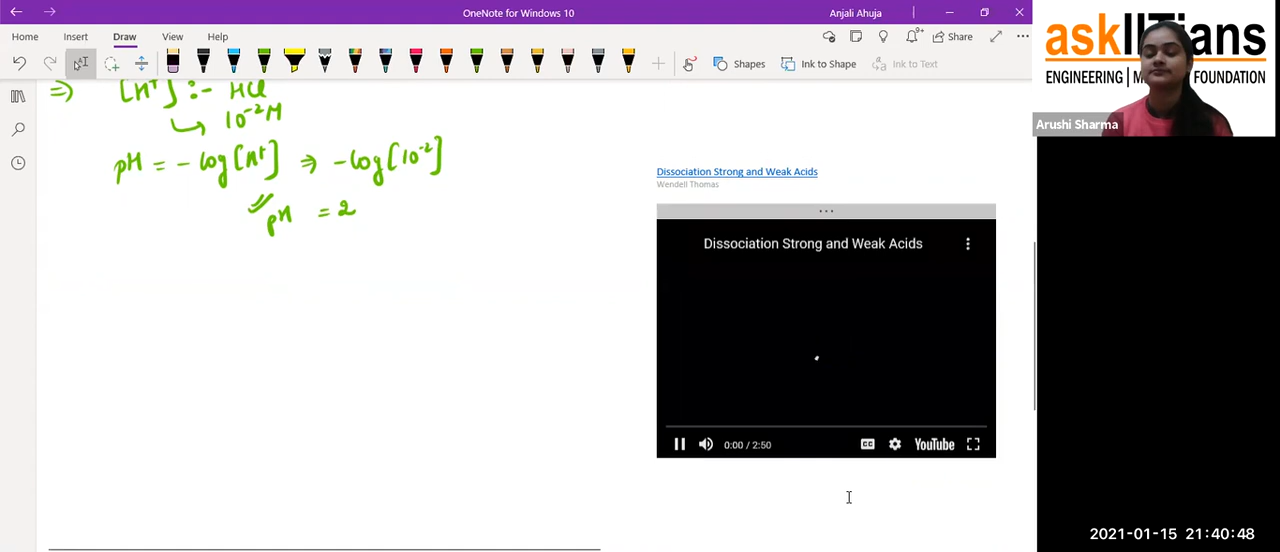 OneNote for Windows 10
Anjali Ahuja
Home Insert Draw View Help
Share
Shapes Ink to Shape Ink to Text
askIITians
ENGINEERING | M FOUNDATION
Arushi Sharma
⇒) [H⁺] :- HCl
↳ 10⁻² M
pH = - log [H⁺] ⇒ - log [10⁻²]
pH = 2
Dissociation Strong and Weak Acids
Wendell Thomas
...
Dissociation Strong and Weak Acids
0:00 / 2:50
CC
YouTube
2021-01-15 21:40:48